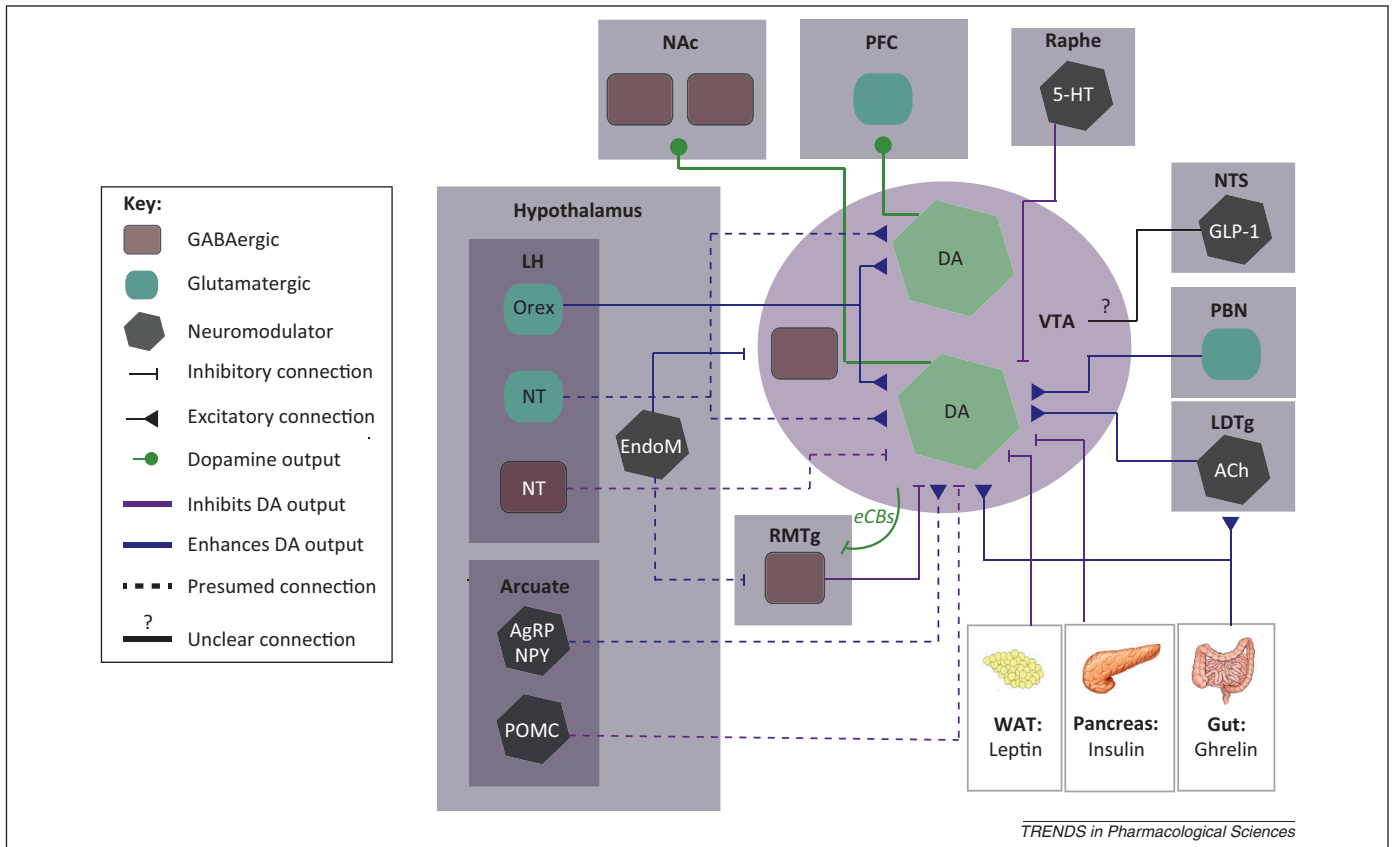 NAc
PFC
Raphe
5-HT
Key:
GABAergic
Glutamatergic
Neuromodulator
Inhibitory connection
Excitatory connection
Dopamine output
Inhibits DA output
Enhances DA output
Presumed connection
?
Unclear connection
Hypothalamus
LH
Orex
NT
NT
EndoM
Arcuate
AgRP
NPY
POMC
DA
DA
VTA
?
eCBs
RMTg
NTS
GLP-1
PBN
LDTg
ACh
WAT:
Leptin
Pancreas:
Insulin
Gut:
Ghrelin
TRENDS in Pharmacological Sciences